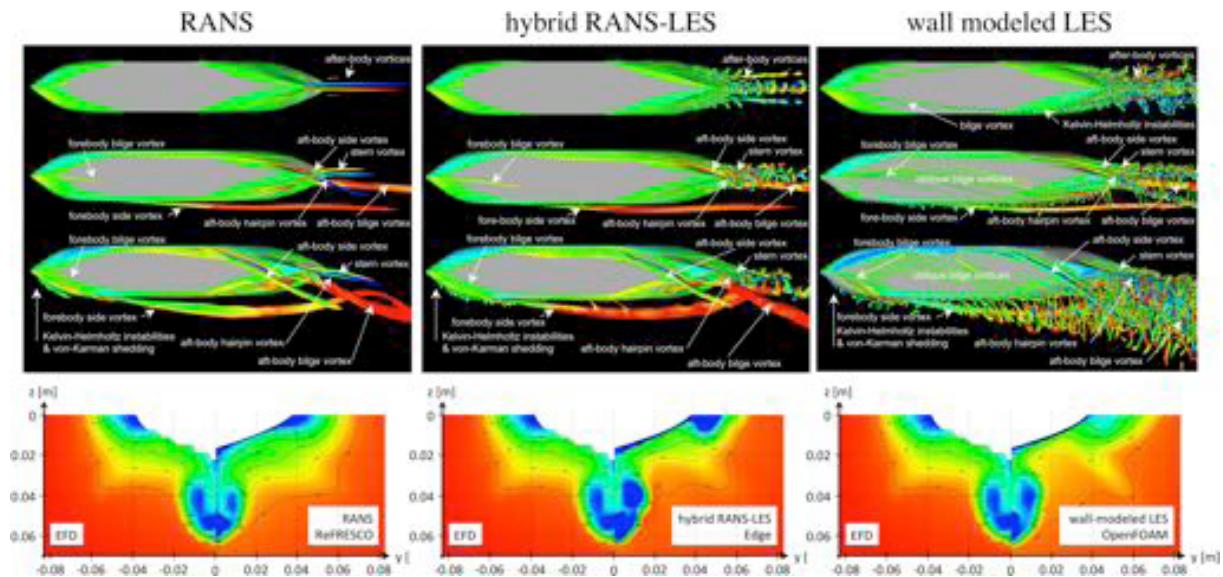 RANS
hybrid RANS-LES
wall modeled LES
after-body vortices
forebody bilge vortex
aft-body side vortex
stern vortex
forebody side vortex
aft-body hairpin vortex
aft-body bilge vortex
forebody bilge vortex
aft-body side vortex
stern vortex
forebody side vortex
Kelvin-Helmholtz instabilities
& von-Karman shedding
aft-body hairpin vortex
aft-body bilge vortex
after-body vortices
forebody bilge vortex
aft-body side vortex
stern vortex
fore-body side vortex
aft-body hairpin vortex
aft-body bilge vortex
forebody bilge vortex
aft-body side vortex
stern vortex
forebody side vortex
Kelvin-Helmholtz instabilities
& von-Karman shedding
aft-body hairpin vortex
aft-body bilge vortex
after-body vortices
bilge vortex
Kelvin-Helmholtz instabilities
forebody bilge vortex
aft-body side vortex
stern vortex
oblique bilge vortices
fore-body side vortex
aft-body hairpin vortex
aft-body bilge vortex
forebody bilge vortex
aft-body side vortex
stern vortex
oblique bilge vortices
forebody side vortex
Kelvin-Helmholtz instabilities
& von-Karman shedding
aft-body hairpin vortex
aft-body bilge vortex
z [m]
0
0.02
0.04
0.06
EFD
RANS
ReFRESCO
y [
-0.08 -0.06 -0.04 -0.02 0 0.02 0.04 0.06 0.08
z [m]
0
0.02
0.04
0.06
EFD
hybrid RANS-LES
Edge
y [
-0.08 -0.06 -0.04 -0.02 0 0.02 0.04 0.06 0.08
z [m]
0
0.02
0.04
0.06
EFD
wall-modeled LES
OpenFOAM
y [m]
-0.08 -0.06 -0.04 -0.02 0 0.02 0.04 0.06 0.08